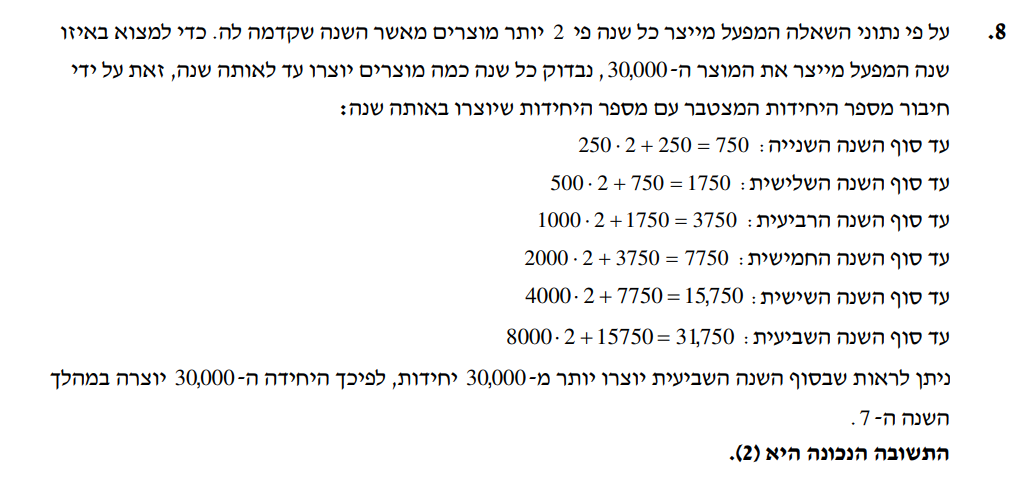 8. על פי נתוני השאלה המפעל מייצר כל שנה פי 2 יותר מוצרים מאשר השנה שקדמה לה. כדי למצוא באיזו
שנה המפעל מייצר את המוצר ה-30,000, נבדוק כל שנה כמה מוצרים יוצרו עד לאותה שנה, זאת על ידי
חיבור מספר היחידות המצטבר עם מספר היחידות שיוצרו באותה שנה:
עד סוף השנה השנייה: 250 · 2 + 250 = 750
עד סוף השנה השלישית: 500 · 2 + 750 = 1750
עד סוף השנה הרביעית: 1000 · 2 + 1750 = 3750
עד סוף השנה החמישית: 2000 · 2 + 3750 = 7750
עד סוף השנה השישית: 4000 · 2 + 7750 = 15,750
עד סוף השנה השביעית: 8000 · 2 + 15750 = 31,750
ניתן לראות שבסוף השנה השביעית יוצרו יותר מ-30,000 יחידות, לפיכך היחידה ה-30,000 יוצרה במהלך
השנה ה-7.
התשובה הנכונה היא (2).